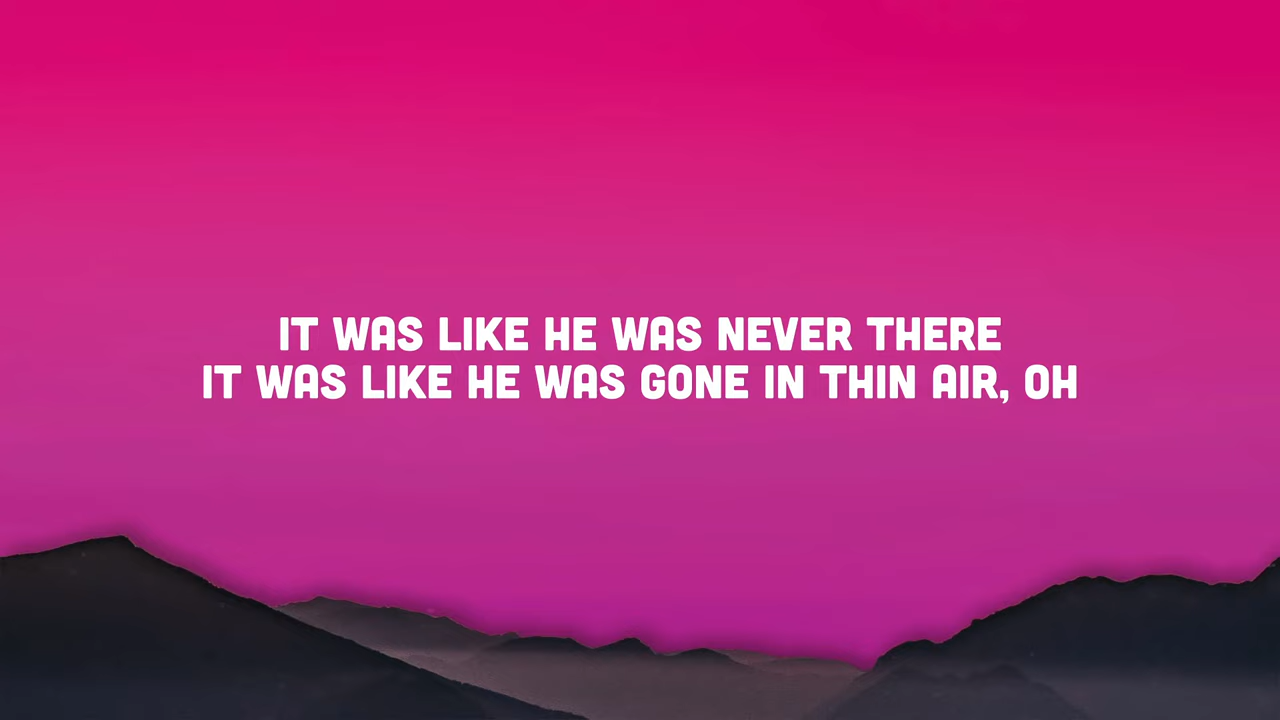 IT WAS LIKE HE WAS NEVER THERE
IT WAS LIKE HE WAS GONE IN THIN AIR, OH